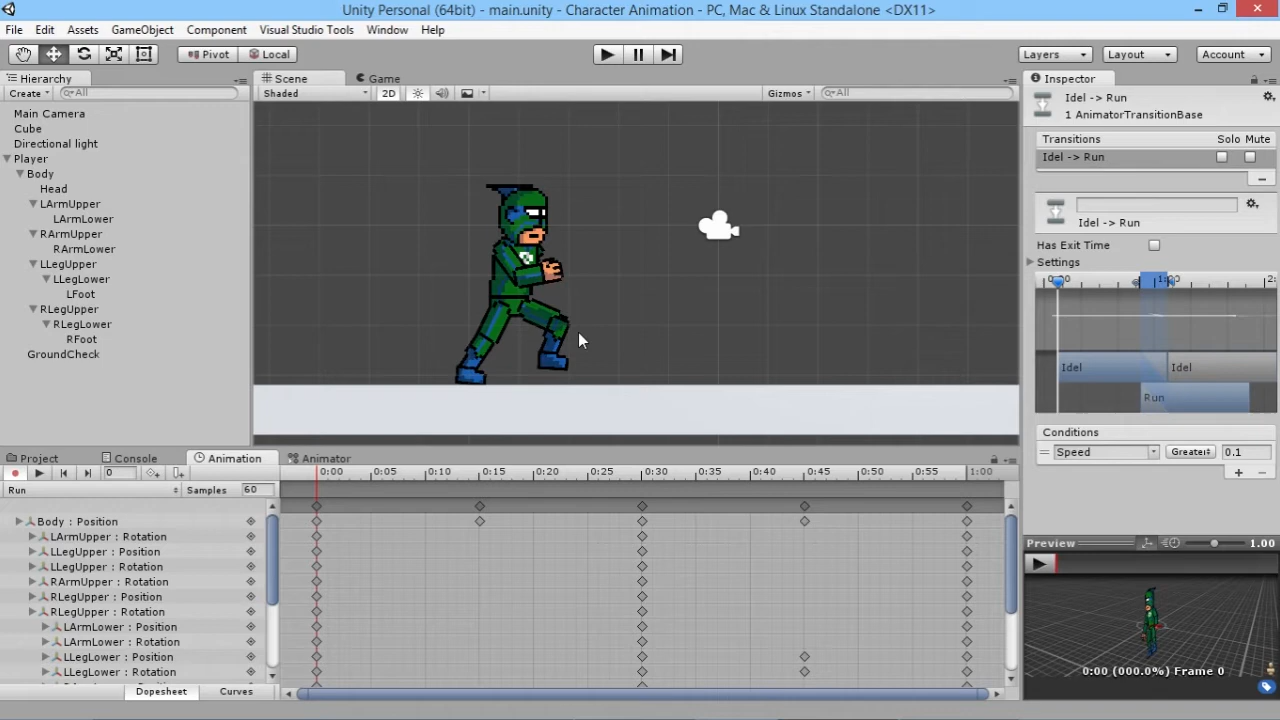 Unity Personal (64bit) - main.unity - Character Animation - PC, Mac & Linux Standalone <DX11>
File Edit Assets GameObject Component Visual Studio Tools Window Help
Pivot Local Layers Layout Account
Hierarchy
Create All
Main Camera
Cube
Directional light
Player
Body
Head
LArmUpper
LArmLower
RArmUpper
RArmLower
LLegUpper
LLegLower
LFoot
RLegUpper
RLegLower
RFoot
GroundCheck
Scene Game
Shaded 2D Gizmos All
Inspector
Idel -> Run
1 AnimatorTransitionBase
Transitions Solo Mute
Idel -> Run
Idel -> Run
Has Exit Time
Settings
0:00 1:00 2:
Idel Idel
Run
Conditions
Speed Greater 0.1
Preview 1.00
0:00 (000.0%) Frame 0
Project Console Animation Animator
0 0:00 0:05 0:10 0:15 0:20 0:25 0:30 0:35 0:40 0:45 0:50 0:55 1:00
Run Samples 60
Body : Position
LArmUpper : Rotation
LLegUpper : Position
LLegUpper : Rotation
RArmUpper : Rotation
RLegUpper : Position
RLegUpper : Rotation
LArmLower : Position
LArmLower : Rotation
LLegLower : Position
LLegLower : Rotation
Dopesheet Curves